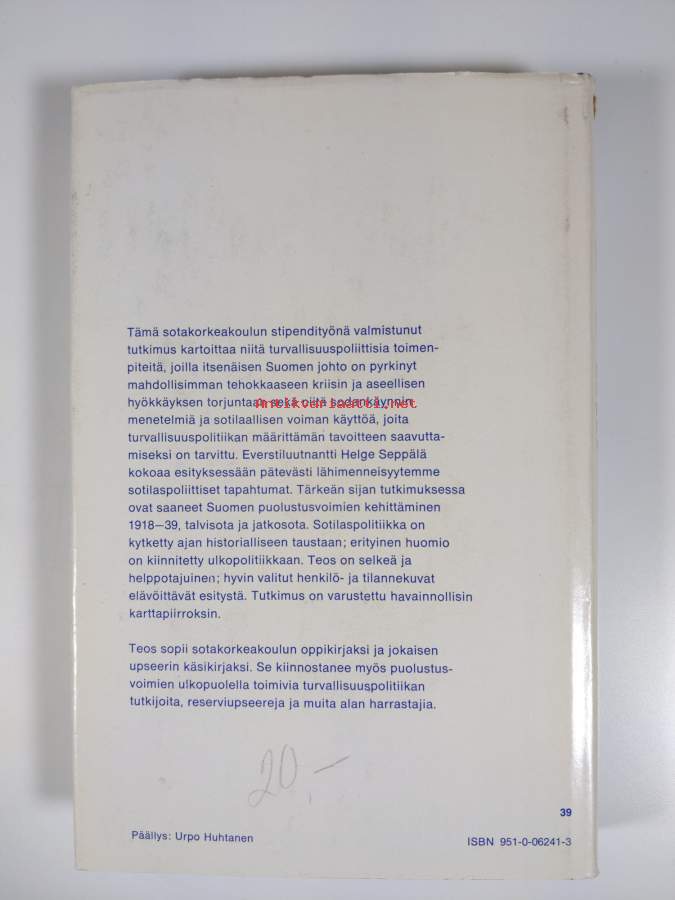 Tämä sotakorkeakoulun stipendityönä valmistunut
tutkimus kartoittaa niitä turvallisuuspoliittisia toimen-
piteitä, joilla itsenäisen Suomen johto on pyrkinyt
mahdollisimman tehokkaaseen kriisin ja aseellisen
hyökkäyksen torjuntaan sekä niitä sodankäynnin
Antikvariaatti.net
menetelmiä ja sotilaallisen voiman käyttöä, joita
turvallisuuspolitiikan määrittämän tavoitteen saavutta-
miseksi on tarvittu. Everstiluutnantti Helge Seppälä
kokoaa esityksessään pätevästi lähimenneisyytemme
sotilaspoliittiset tapahtumat. Tärkeän sijan tutkimuksessa
ovat saaneet Suomen puolustusvoimien kehittäminen
1918—39, talvisota ja jatkosota. Sotilaspolitiikka on
kytketty ajan historialliseen taustaan; erityinen huomio
on kiinnitetty ulkopolitiikkaan. Teos on selkeä ja
helppotajuinen; hyvin valitut henkilö- ja tilannekuvat
elävöittävät esitystä. Tutkimus on varustettu havainnollisin
karttapiirroksin.
Teos sopii sotakorkeakoulun oppikirjaksi ja jokaisen
upseerin käsikirjaksi. Se kiinnostanee myös puolustus-
voimien ulkopuolella toimivia turvallisuuspolitiikan
tutkijoita, reserviupseereja ja muita alan harrastajia.
20,—
39
Päällys: Urpo Huhtanen
ISBN 951-0-06241-3